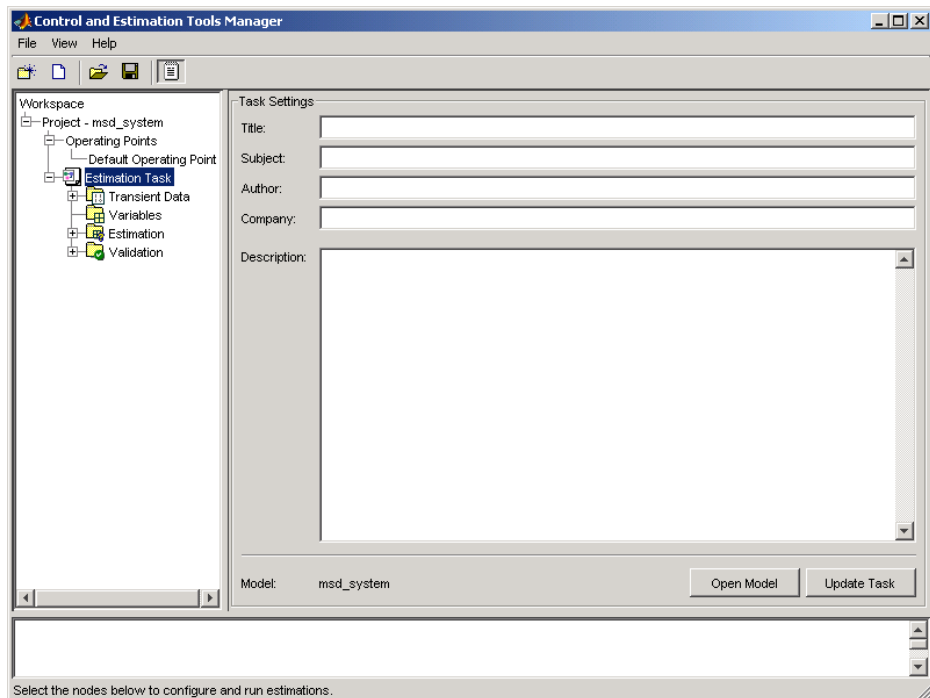 Control and Estimation Tools Manager
File View Help
Workspace
Project - msd_system
Operating Points
Default Operating Point
Estimation Task
Transient Data
Variables
Estimation
Validation
Task Settings
Title:
Subject:
Author:
Company:
Description:
Model: msd_system
Open Model Update Task
Select the nodes below to configure and run estimations.